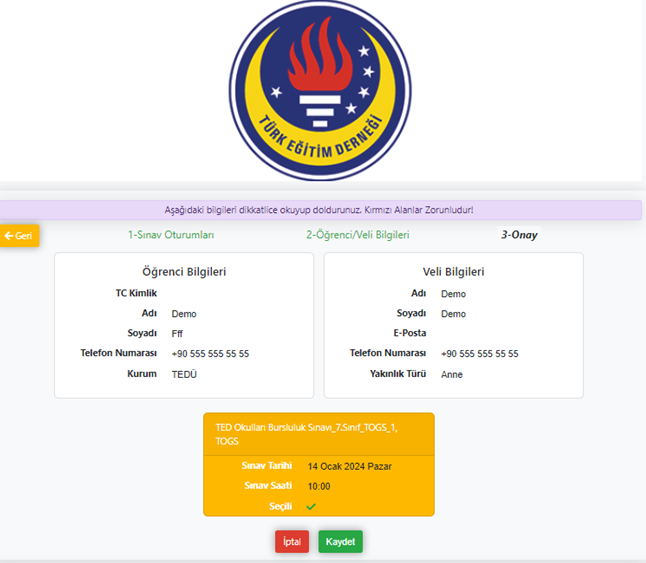 TÜRK EĞİTİM DERNEĞİ
Aşağıdaki bilgileri dikkatlice okuyup doldurunuz. Kırmızı Alanlar Zorunludur!
← Geri
1-Sınav Oturumları 2-Öğrenci/Veli Bilgileri 3-Onay
Öğrenci Bilgileri
TC Kimlik
Adı Demo
Soyadı Fff
Telefon Numarası +90 555 555 55 55
Kurum TEDÜ
Veli Bilgileri
Adı Demo
Soyadı Demo
E-Posta
Telefon Numarası +90 555 555 55 55
Yakınlık Türü Anne
TED Okulları Bursluluk Sınavı_7.Sınıf_TOGS_1,
TOGS
Sınav Tarihi 14 Ocak 2024 Pazar
Sınav Saati 10:00
Seçili ✓
İptal Kaydet